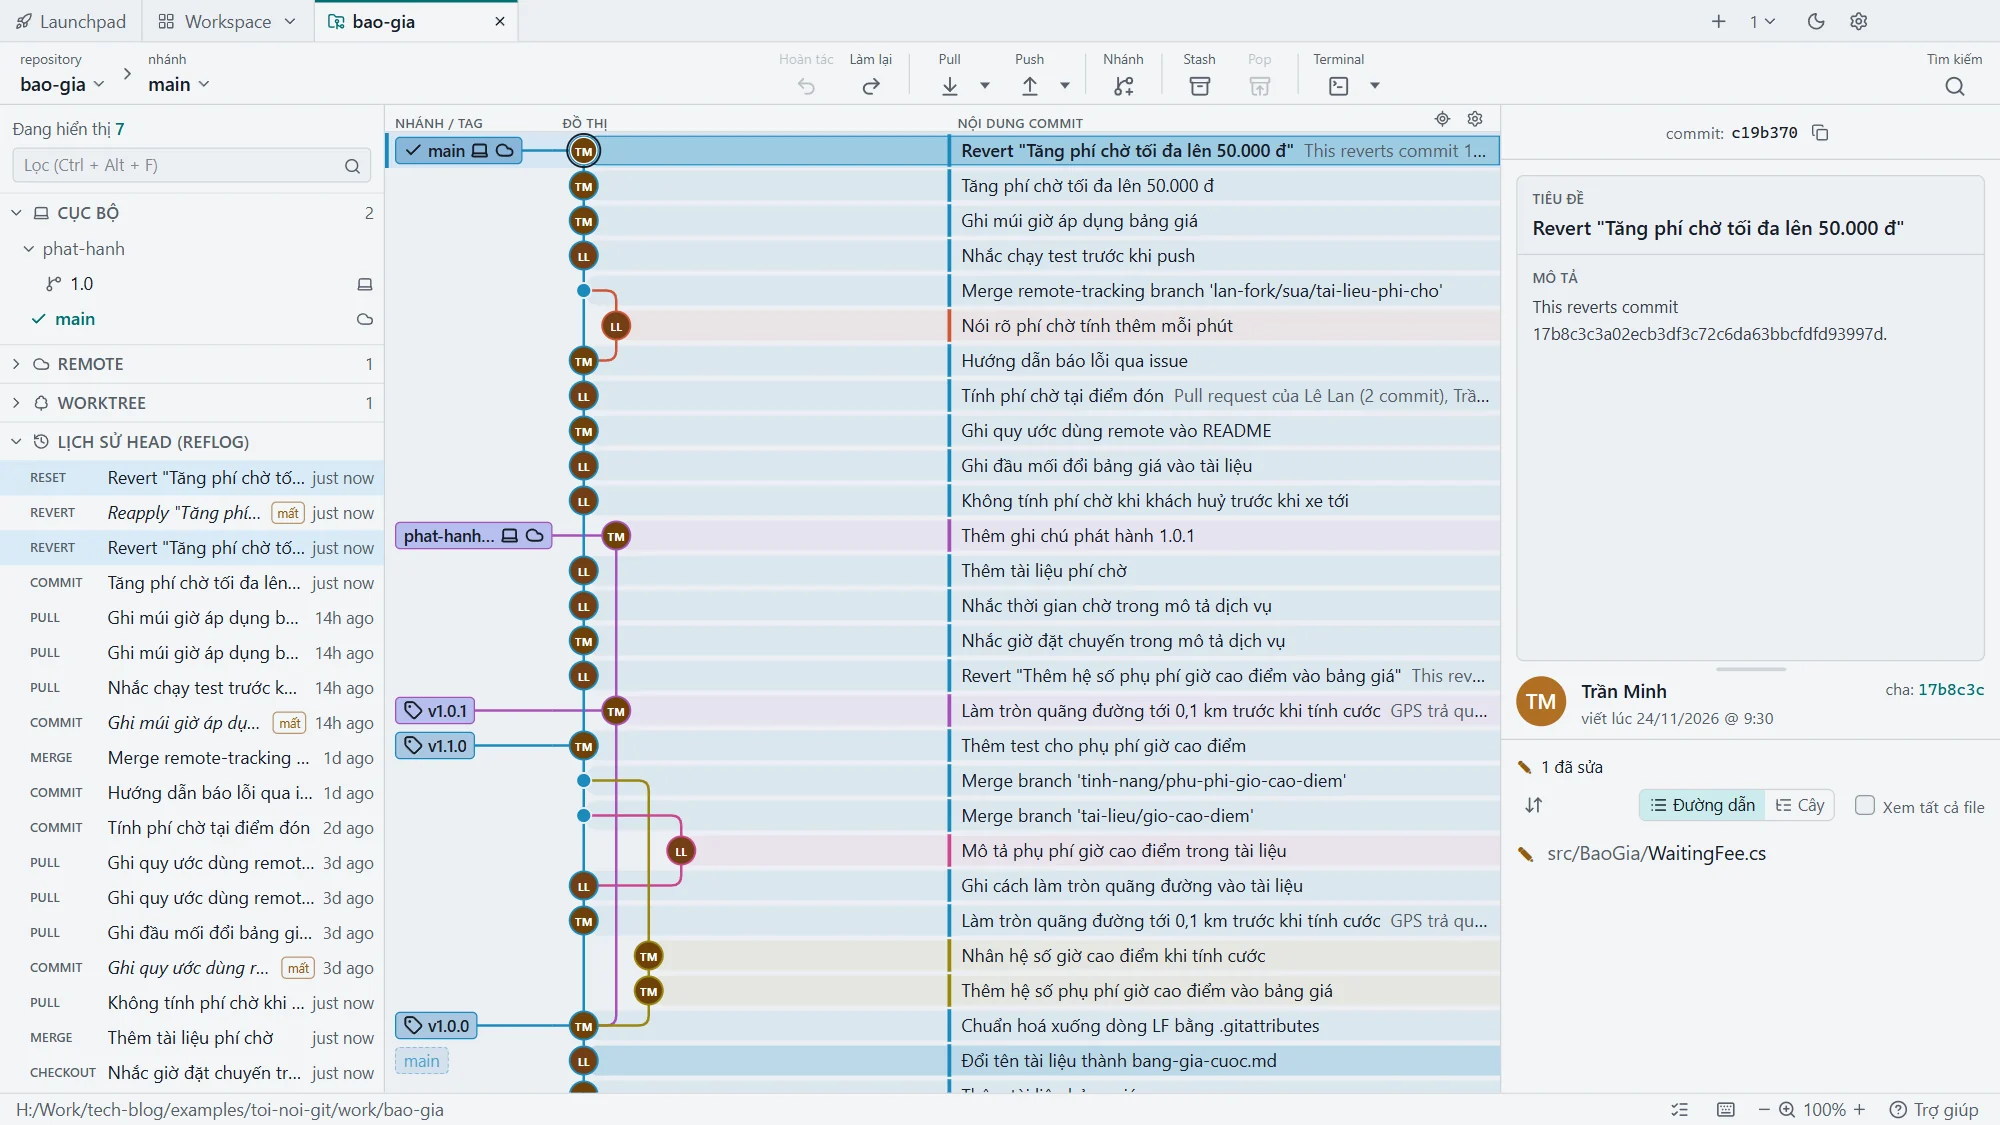 Launchpad
Workspace
bao-gia
1
repository
bao-gia
nhánh
main
Hoàn tác
Làm lại
Pull
Push
Nhánh
Stash
Pop
Terminal
Tìm kiếm
Đang hiển thị 7
Lọc (Ctrl + Alt + F)
CỤC BỘ 2
phat-hanh
1.0
main
REMOTE 1
WORKTREE 1
LỊCH SỬ HEAD (REFLOG)
RESET Revert "Tăng phí chờ tố... just now
REVERT Reapply "Tăng phí... mất just now
REVERT Revert "Tăng phí chờ tố... just now
COMMIT Tăng phí chờ tối đa lên... just now
PULL Ghi múi giờ áp dụng b... 14h ago
PULL Ghi múi giờ áp dụng b... 14h ago
PULL Nhắc chạy test trước k... 14h ago
COMMIT Ghi múi giờ áp dụ... mất 14h ago
MERGE Merge remote-tracking ... 1d ago
COMMIT Hướng dẫn báo lỗi qua i... 1d ago
COMMIT Tính phí chờ tại điểm đón 2d ago
PULL Ghi quy ước dùng remot... 3d ago
PULL Ghi quy ước dùng remot... 3d ago
PULL Ghi đầu mối đổi bảng gi... 3d ago
COMMIT Ghi quy ước dùng r... mất 3d ago
PULL Không tính phí chờ khi ... just now
MERGE Thêm tài liệu phí chờ just now
CHECKOUT Nhắc giờ đặt chuyến tr... just now
NHÁNH / TAG ĐỒ THỊ NỘI DUNG COMMIT
main TM Revert "Tăng phí chờ tối đa lên 50.000 đ" This reverts commit 1...
TM Tăng phí chờ tối đa lên 50.000 đ
TM Ghi múi giờ áp dụng bảng giá
LL Nhắc chạy test trước khi push
Merge remote-tracking branch 'lan-fork/sua/tai-lieu-phi-cho'
LL Nói rõ phí chờ tính thêm mỗi phút
TM Hướng dẫn báo lỗi qua issue
LL Tính phí chờ tại điểm đón Pull request của Lê Lan (2 commit), Trầ...
TM Ghi quy ước dùng remote vào README
LL Ghi đầu mối đổi bảng giá vào tài liệu
LL Không tính phí chờ khi khách huỷ trước khi xe tới
phat-hanh... TM Thêm ghi chú phát hành 1.0.1
LL Thêm tài liệu phí chờ
LL Nhắc thời gian chờ trong mô tả dịch vụ
TM Nhắc giờ đặt chuyến trong mô tả dịch vụ
LL Revert "Thêm hệ số phụ phí giờ cao điểm vào bảng giá" This rev...
v1.0.1 TM Làm tròn quãng đường tới 0,1 km trước khi tính cước GPS trả qu...
v1.1.0 TM Thêm test cho phụ phí giờ cao điểm
Merge branch 'tinh-nang/phu-phi-gio-cao-diem'
Merge branch 'tai-lieu/gio-cao-diem'
LL Mô tả phụ phí giờ cao điểm trong tài liệu
LL Ghi cách làm tròn quãng đường vào tài liệu
TM Làm tròn quãng đường tới 0,1 km trước khi tính cước GPS trả qu...
TM Nhân hệ số giờ cao điểm khi tính cước
TM Thêm hệ số phụ phí giờ cao điểm vào bảng giá
v1.0.0 TM Chuẩn hoá xuống dòng LF bằng .gitattributes
main LL Đổi tên tài liệu thành bang-gia-cuoc.md
commit: c19b370
TIÊU ĐỀ
Revert "Tăng phí chờ tối đa lên 50.000 đ"
MÔ TẢ
This reverts commit
17b8c3c3a02ecb3df3c72c6da63bbcfdfd93997d.
TM
Trần Minh
viết lúc 24/11/2026 @ 9:30
cha: 17b8c3c
1 đã sửa
Đường dẫn
Cây
Xem tất cả file
src/BaoGia/WaitingFee.cs
H:/Work/tech-blog/examples/toi-noi-git/work/bao-gia
100%
Trợ giúp